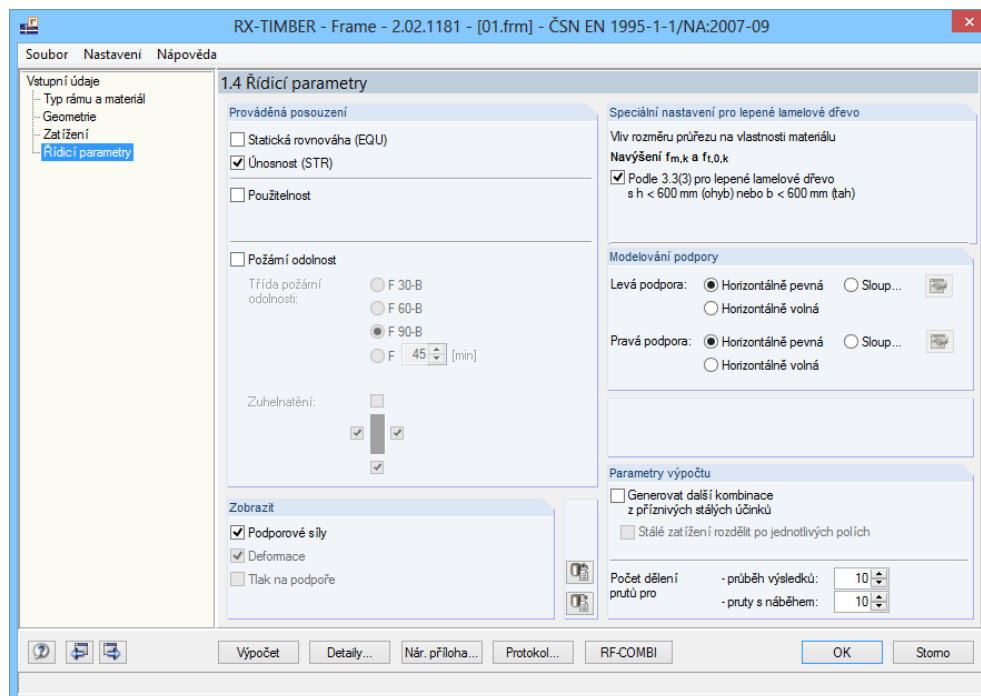 RX-TIMBER - Frame - 2.02.1181 - [01.frm] - ČSN EN 1995-1-1/NA:2007-09
Soubor Nastavení Nápověda
Vstupní údaje
Typ rámu a materiál
Geometrie
Zatížení
Řídicí parametry
1.4 Řídicí parametry
Prováděná posouzení
Statická rovnováha (EQU)
Únosnost (STR)
Použitelnost
Požární odolnost
Třída požární
odolnosti:
F 30-B
F 60-B
F 90-B
F 45 [min]
Zuhelnatění:
Zobrazit
Podporové síly
Deformace
Tlak na podpoře
Speciální nastavení pro lepené lamelové dřevo
Vliv rozměru průřezu na vlastnosti materiálu
Navýšení fm,k a ft,0,k
Podle 3.3(3) pro lepené lamelové dřevo
s h < 600 mm (ohyb) nebo b < 600 mm (tah)
Modelování podpory
Levá podpora: Horizontálně pevná Sloup...
Horizontálně volná
Pravá podpora: Horizontálně pevná Sloup...
Horizontálně volná
Parametry výpočtu
Generovat další kombinace
z příznivých stálých účinků
Stálé zatížení rozdělit po jednotlivých polích
Počet dělení - průběh výsledků: 10
prutů pro - pruty s náběhem: 10
Výpočet Detaily... Nár. příloha... Protokol... RF-COMBI OK Storno